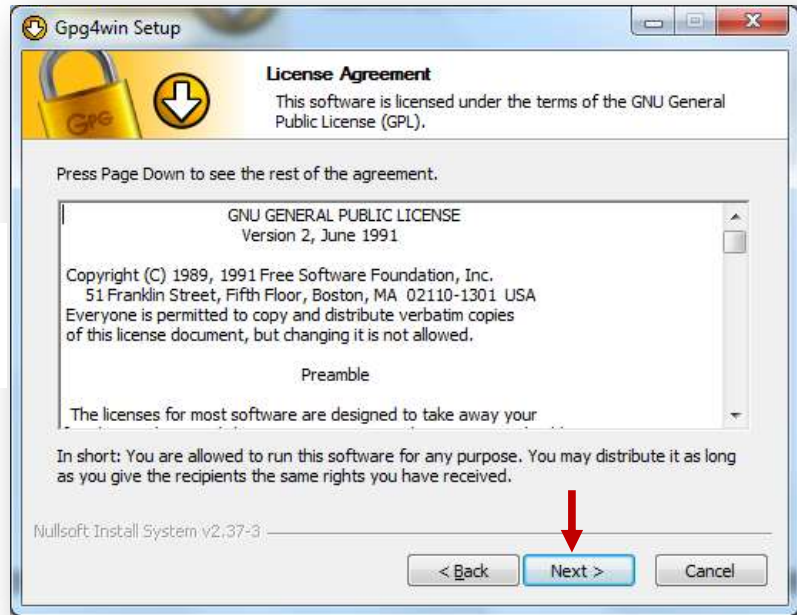 Gpg4win Setup
License Agreement
This software is licensed under the terms of the GNU General
Public License (GPL).
GPG
Press Page Down to see the rest of the agreement.
GNU GENERAL PUBLIC LICENSE
Version 2, June 1991
Copyright (C) 1989, 1991 Free Software Foundation, Inc.
51 Franklin Street, Fifth Floor, Boston, MA 02110-1301 USA
Everyone is permitted to copy and distribute verbatim copies
of this license document, but changing it is not allowed.
Preamble
The licenses for most software are designed to take away your
In short: You are allowed to run this software for any purpose. You may distribute it as long
as you give the recipients the same rights you have received.
Nullsoft Install System v2.37-3
< Back
Next >
Cancel